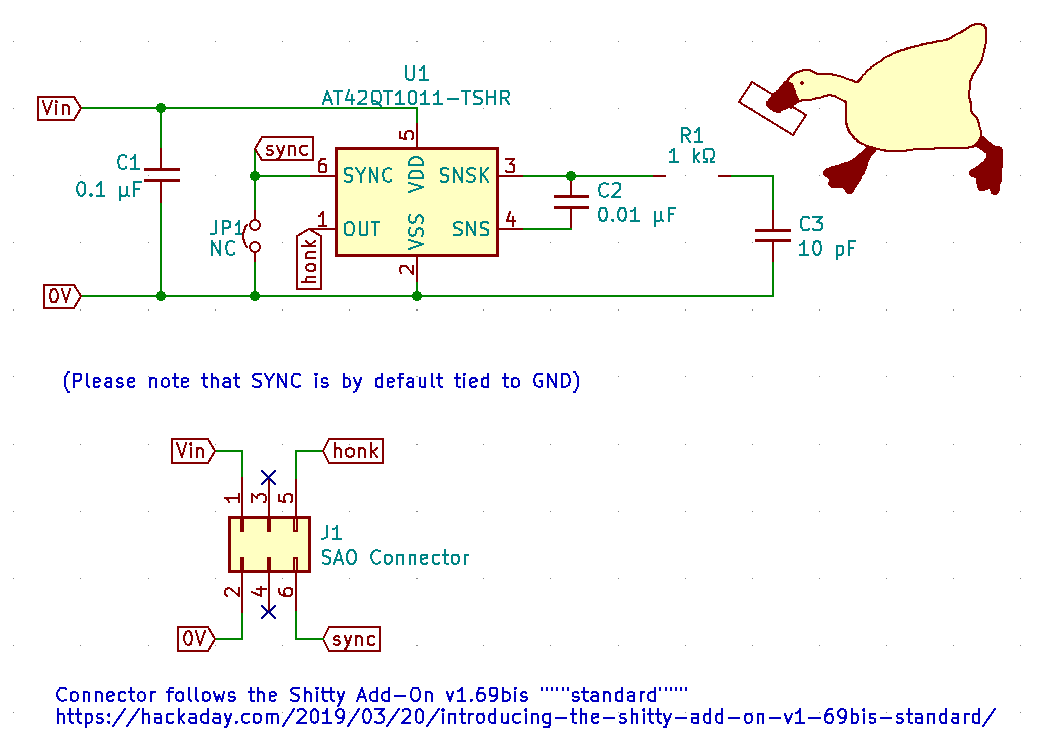 U1
AT42QT1011-TSHR
Vin
5
sync
R1
1 kΩ
C1
0.1 µF
6
SYNC
VDD
SNSK
3
C2
0.01 µF
JP1
NC
1
OUT
VSS
SNS
4
C3
10 pF
honk
2
0V
(Please note that SYNC is by default tied to GND)
Vin
honk
1
3
5
J1
SAO Connector
2
4
6
0V
sync
Connector follows the Shitty Add-On v1.69bis """"standard""""
https://hackaday.com/2019/03/20/introducing-the-shitty-add-on-v1-69bis-standard/